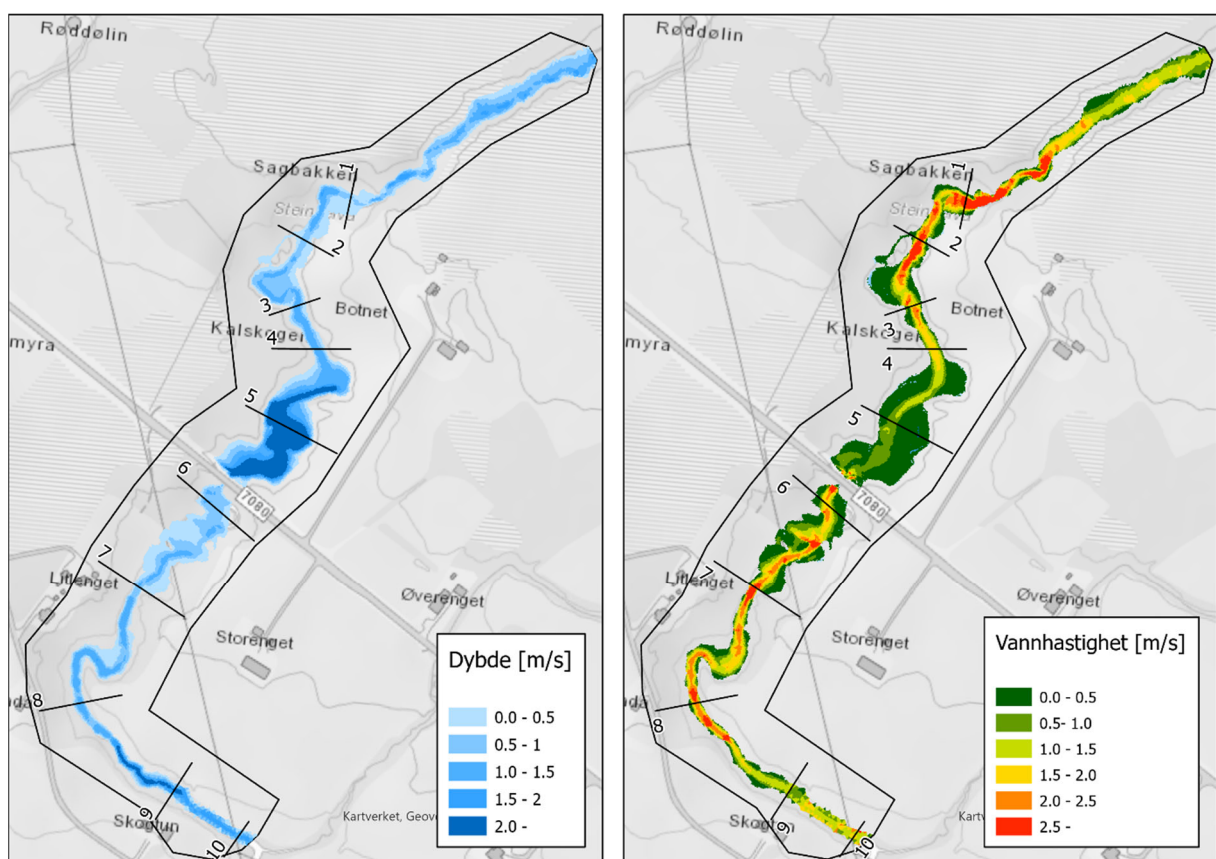 Røddølin
Sagbakken
1
2
3
Botnet
Kalskogen
4
myra
5
6
7080
7
Litlenget
Øverenget
Storenget
8
9
Skogtun
10
Kartverket, Geov
Dybde [m/s]
0.0 - 0.5
0.5 - 1
1.0 - 1.5
1.5 - 2
2.0 -
Røddølin
Sagbakken
1
2
3
Botnet
Kalskogen
4
myra
5
6
7080
7
Litlenget
Øverenget
Storenget
8
9
Skogtun
10
Kartverket, Geov
Vannhastighet [m/s]
0.0 - 0.5
0.5- 1.0
1.0 - 1.5
1.5 - 2.0
2.0 - 2.5
2.5 -